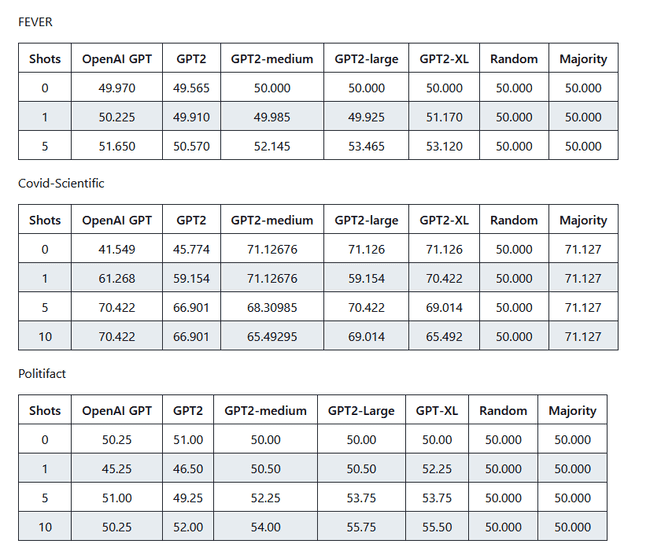 FEVER
Shots OpenAI GPT GPT2 GPT2-medium GPT2-large GPT2-XL Random Majority
0 49.970 49.565 50.000 50.000 50.000 50.000 50.000
1 50.225 49.910 49.985 49.925 51.170 50.000 50.000
5 51.650 50.570 52.145 53.465 53.120 50.000 50.000
Covid-Scientific
Shots OpenAI GPT GPT2 GPT2-medium GPT2-large GPT2-XL Random Majority
0 41.549 45.774 71.12676 71.126 71.126 50.000 71.127
1 61.268 59.154 71.12676 59.154 70.422 50.000 71.127
5 70.422 66.901 68.30985 70.422 69.014 50.000 71.127
10 70.422 66.901 65.49295 69.014 65.492 50.000 71.127
Politifact
Shots OpenAI GPT GPT2 GPT2-medium GPT2-Large GPT-XL Random Majority
0 50.25 51.00 50.00 50.00 50.00 50.000 50.000
1 45.25 46.50 50.50 50.50 52.25 50.000 50.000
5 51.00 49.25 52.25 53.75 53.75 50.000 50.000
10 50.25 52.00 54.00 55.75 55.50 50.000 50.000